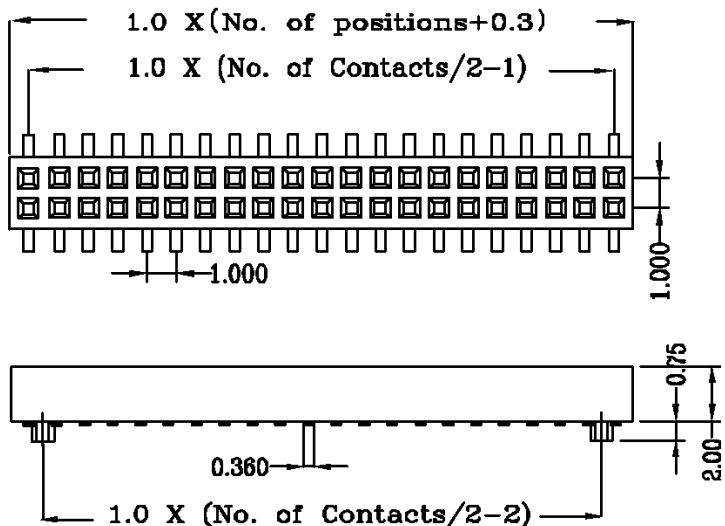 1.0 X(No. of positions+0.3)
1.0 X (No. of Contacts/2-1)
1.000
1.000
0.75
2.00
0.360
1.0 X (No. of Contacts/2-2)